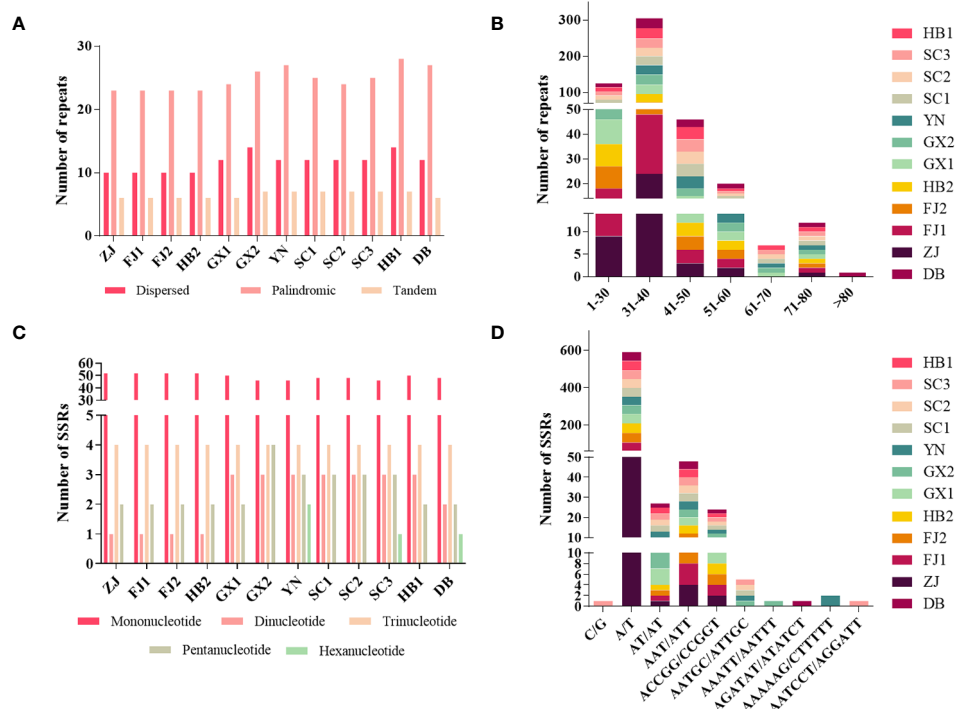 A
Number of repeats
30
20
10
0
ZJ
FJ1
FJ2
HB2
GX1
GX2
YN
SC1
SC2
SC3
HB1
DB
Dispersed
Palindromic
Tandem
B
Number of repeats
300
200
100
50
40
30
20
10
5
0
1-30
31-40
41-50
51-60
61-70
71-80
>80
HB1
SC3
SC2
SC1
YN
GX2
GX1
HB2
FJ2
FJ1
ZJ
DB
C
Number of SSRs
60
50
40
30
5
4
3
2
1
0
ZJ
FJ1
FJ2
HB2
GX1
GX2
YN
SC1
SC2
SC3
HB1
DB
Mononucleotide
Dinucleotide
Trinucleotide
Pentanucleotide
Hexanucleotide
D
Number of SSRs
600
400
200
50
40
30
20
10
10
8
6
4
2
0
C/G
A/T
AT/AT
AAT/ATT
ACCGG/CCGGT
AATGC/ATTGC
AAATT/AATTT
AGATAT/ATATCT
AAAAAG/CTTTTT
AATCCT/AGGATT
HB1
SC3
SC2
SC1
YN
GX2
GX1
HB2
FJ2
FJ1
ZJ
DB